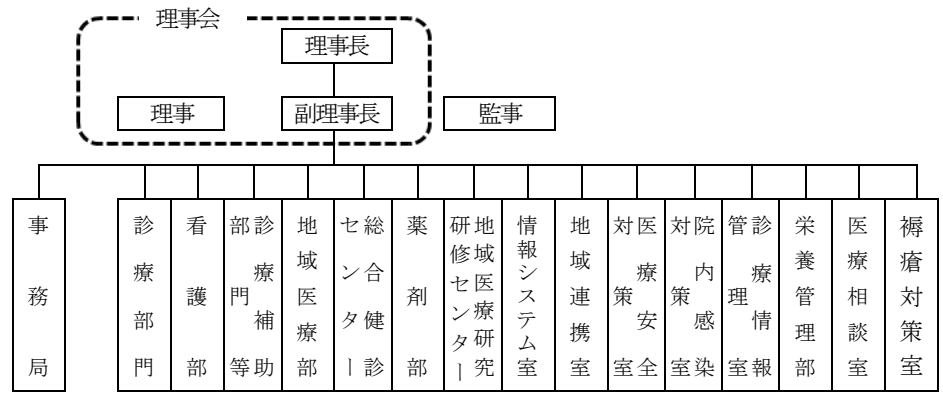 理事会
理事長
理事
副理事長
監事
事務局
診療部門
看護部
診療補助
部門等
地域医療部
総合健診
センター
薬剤部
地域医療研究
研修センター
情報システム室
地域連携室
医療安全
対策室
院内感染
対策室
診療情報
管理室
栄養管理部
医療相談室
褥瘡対策室